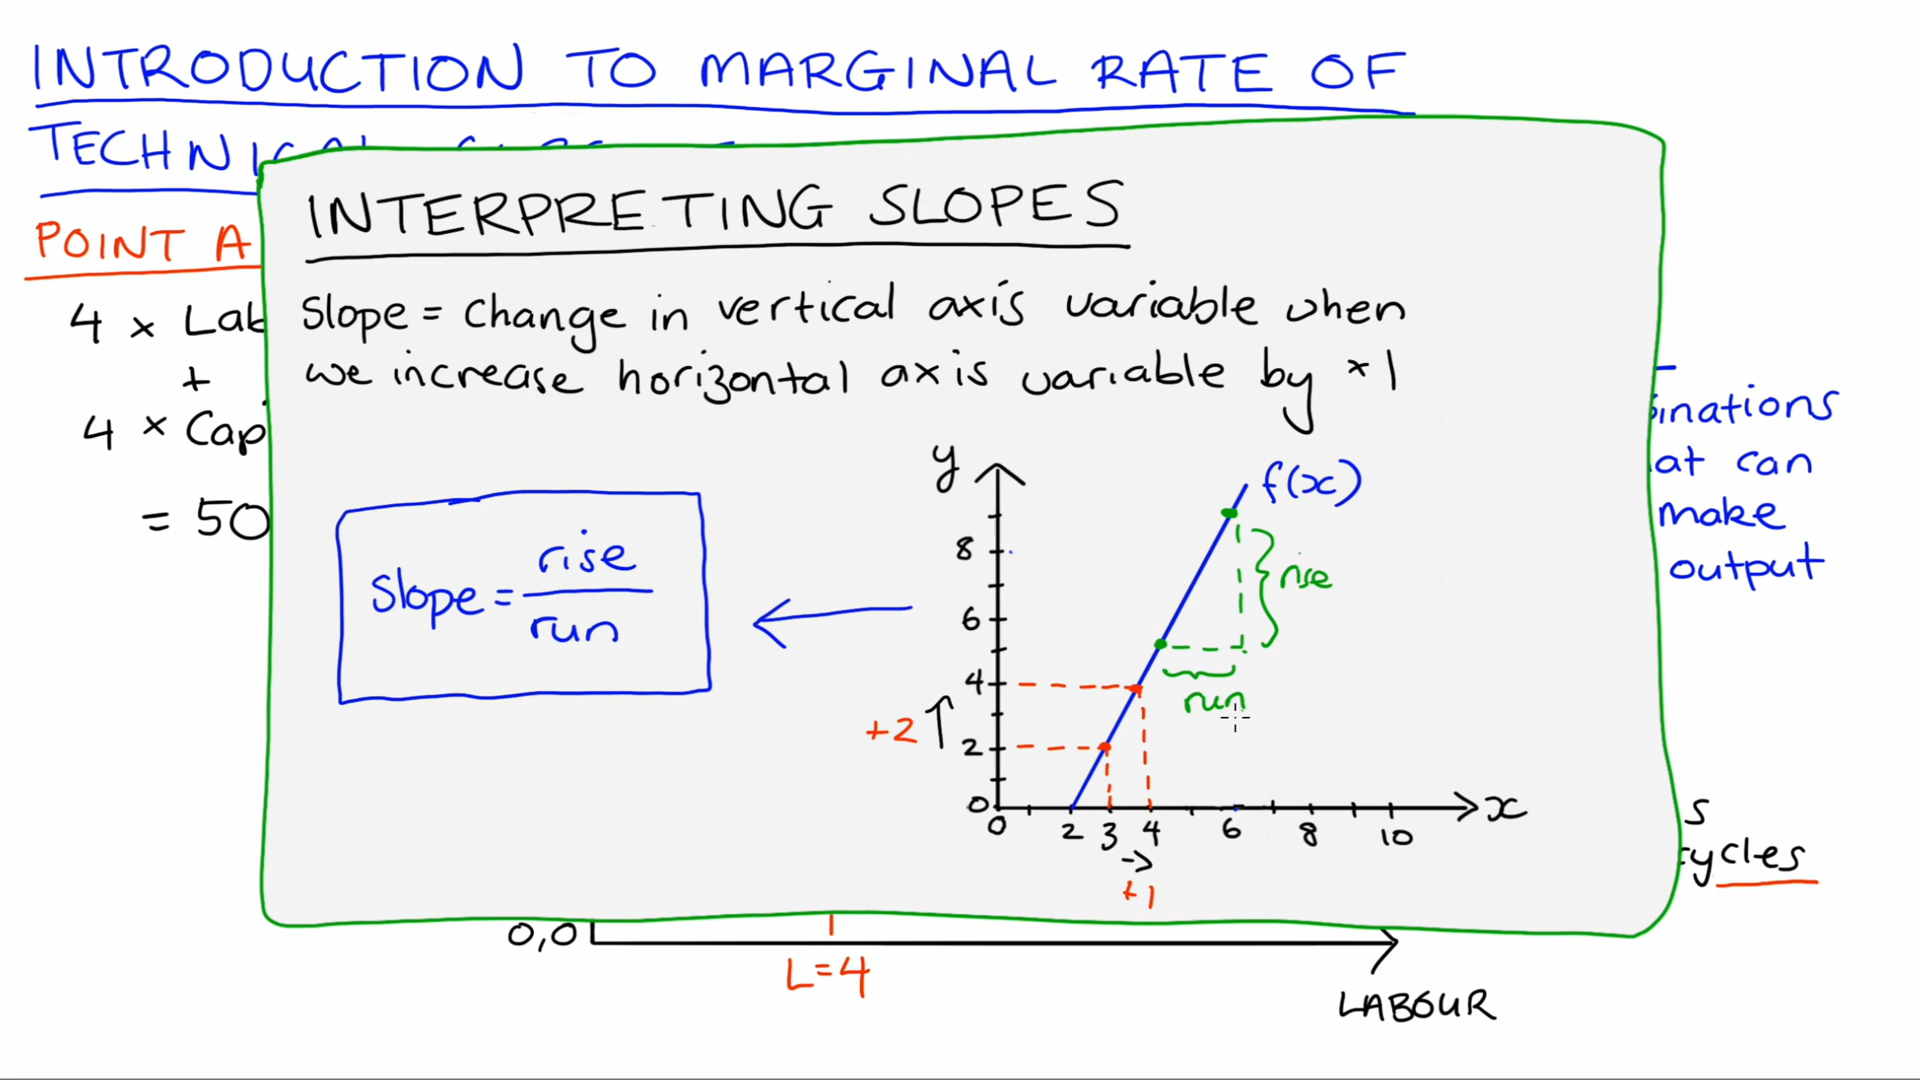 INTRODUCTION TO MARGINAL RATE OF
TECHNICAL
POINT A
INTERPRETING SLOPES
4 × Lab
+
4 × Cap
= 50
Slope = Change in vertical axis variable when
we increase horizontal axis variable by × 1
inations
at can
make
output
Slope = rise
run
y
f(x)
8
6
4
2
0
rise
run
+2
0 2 3 4 6 8 10
x
->
+1
s
cycles
0,0
L=4
LABOUR